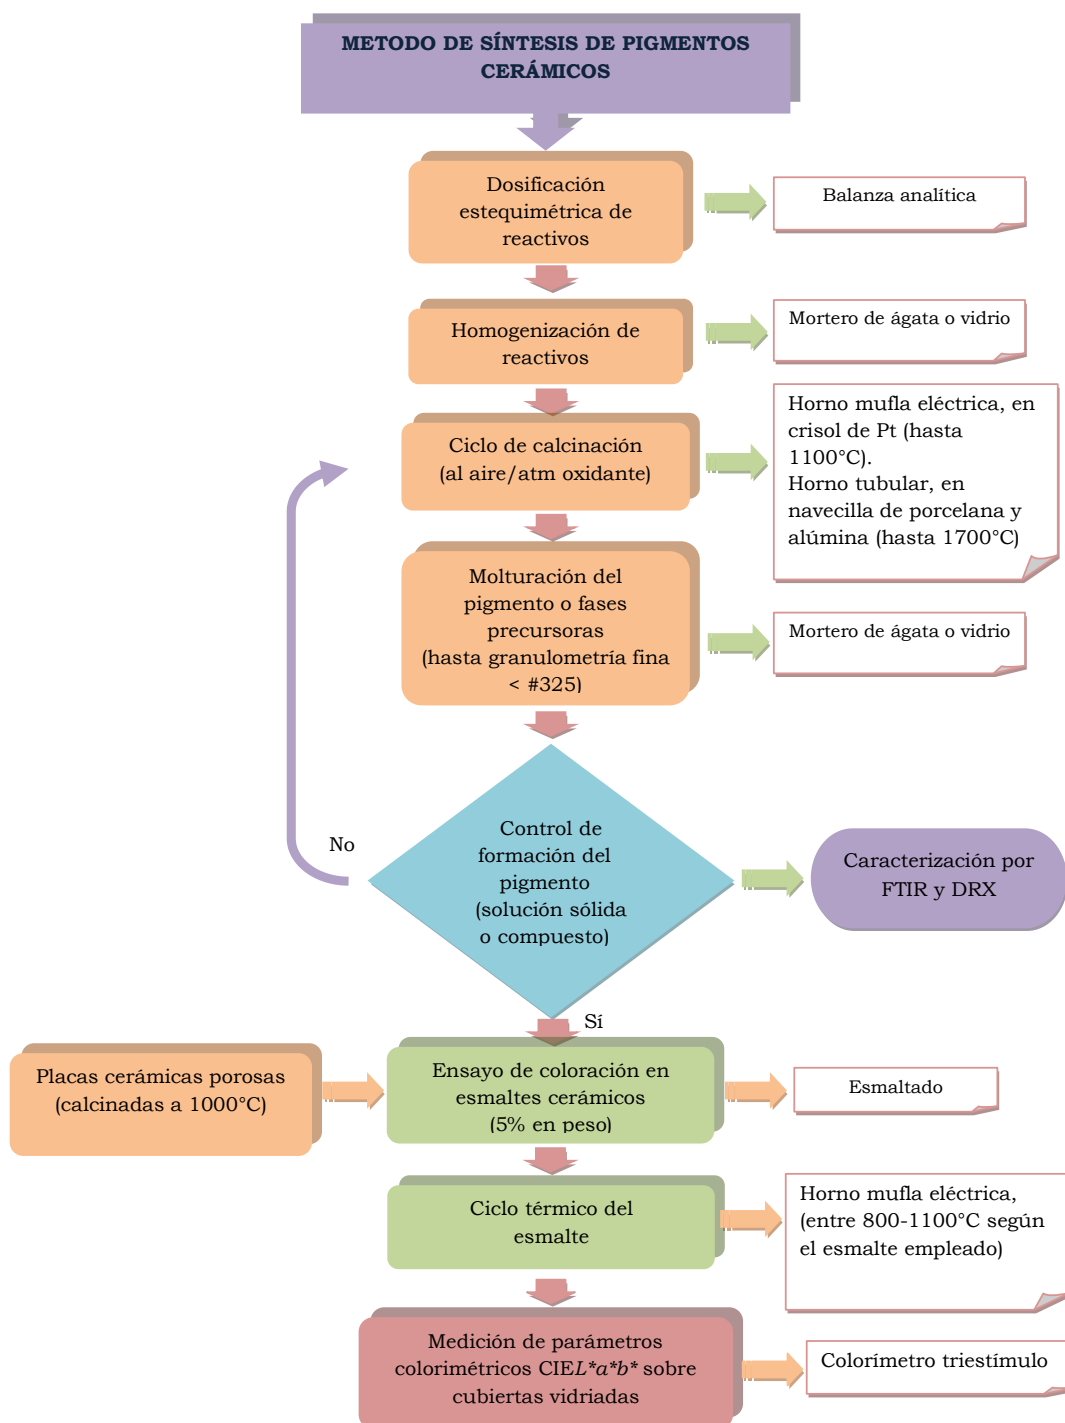 METODO DE SÍNTESIS DE PIGMENTOS
CERÁMICOS
Dosificación
estequimétrica de
reactivos
Balanza analítica
Homogenización de
reactivos
Mortero de ágata o vidrio
Ciclo de calcinación
(al aire/atm oxidante)
Horno mufla eléctrica, en
crisol de Pt (hasta
1100°C).
Horno tubular, en
navecilla de porcelana y
alúmina (hasta 1700°C)
Molturación del
pigmento o fases
precursoras
(hasta granulometría fina
< #325)
Mortero de ágata o vidrio
No
Control de
formación del
pigmento
(solución sólida
o compuesto)
Caracterización por
FTIR y DRX
Sí
Placas cerámicas porosas
(calcinadas a 1000°C)
Ensayo de coloración en
esmaltes cerámicos
(5% en peso)
Esmaltado
Ciclo térmico del
esmalte
Horno mufla eléctrica,
(entre 800-1100°C según
el esmalte empleado)
Medición de parámetros
colorimétricos CIEL*a*b* sobre
cubiertas vidriadas
Colorímetro triestímulo